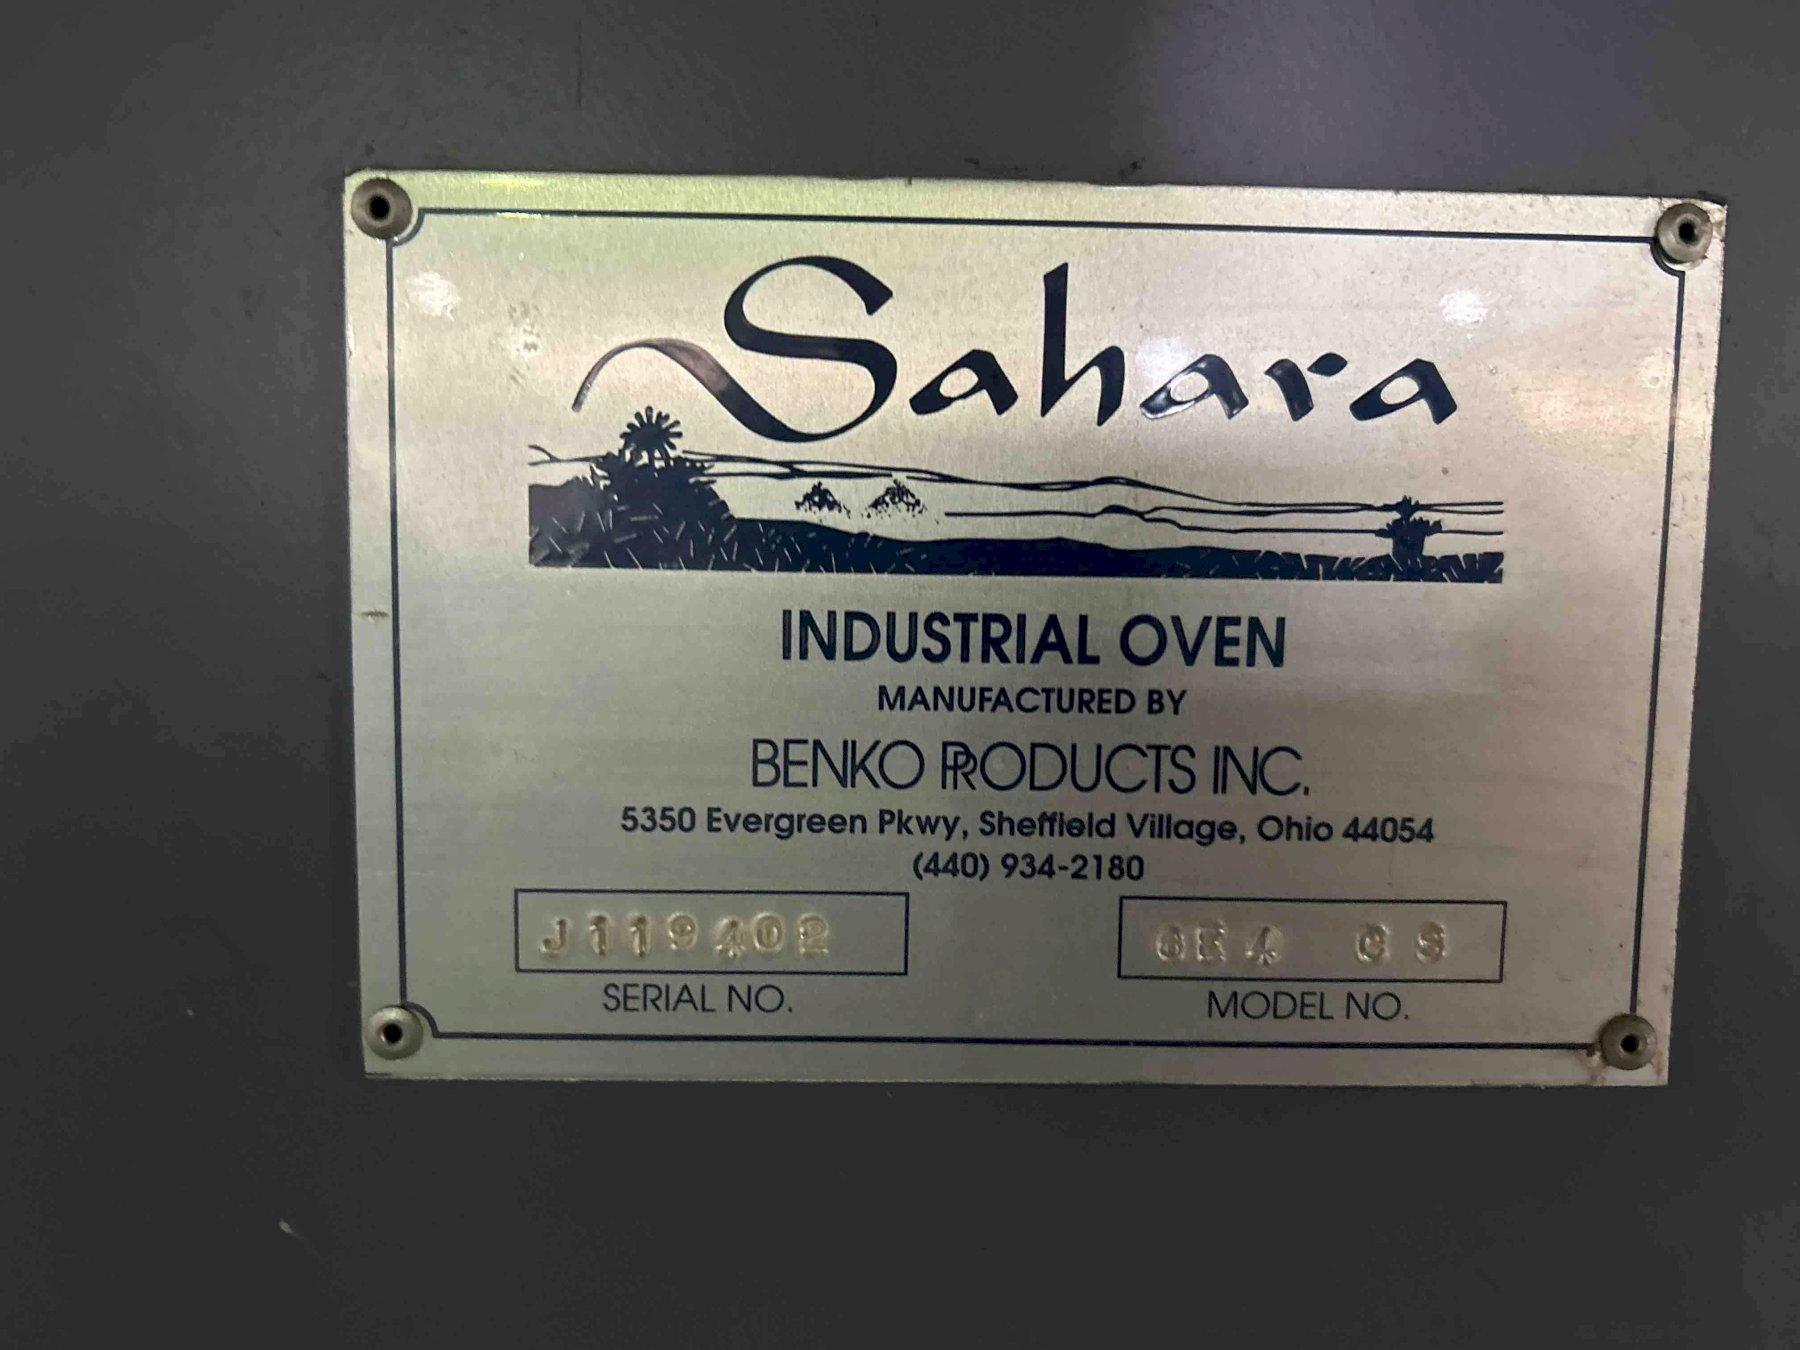 Sahara
INDUSTRIAL OVEN
MANUFACTURED BY
BENKO PRODUCTS INC.
5350 Evergreen Pkwy, Sheffield Village, Ohio 44054
(440) 934-2180
J119402
SERIAL NO.
CS
MODEL NO.